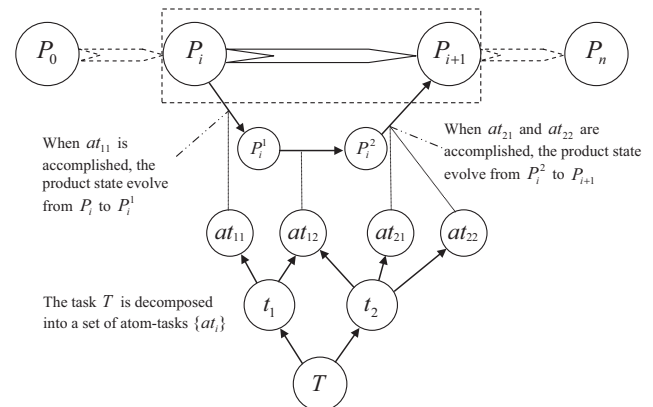 P₀ Pᵢ Pᵢ₊₁ Pₙ
When at₁₁ is
accomplished, the
product state evolve
from Pᵢ to Pᵢ¹
Pᵢ¹ Pᵢ²
When at₂₁ and at₂₂ are
accomplished, the product state
evolve from Pᵢ² to Pᵢ₊₁
at₁₁ at₁₂ at₂₁ at₂₂
The task T is decomposed
into a set of atom-tasks {atᵢ}
t₁ t₂
T